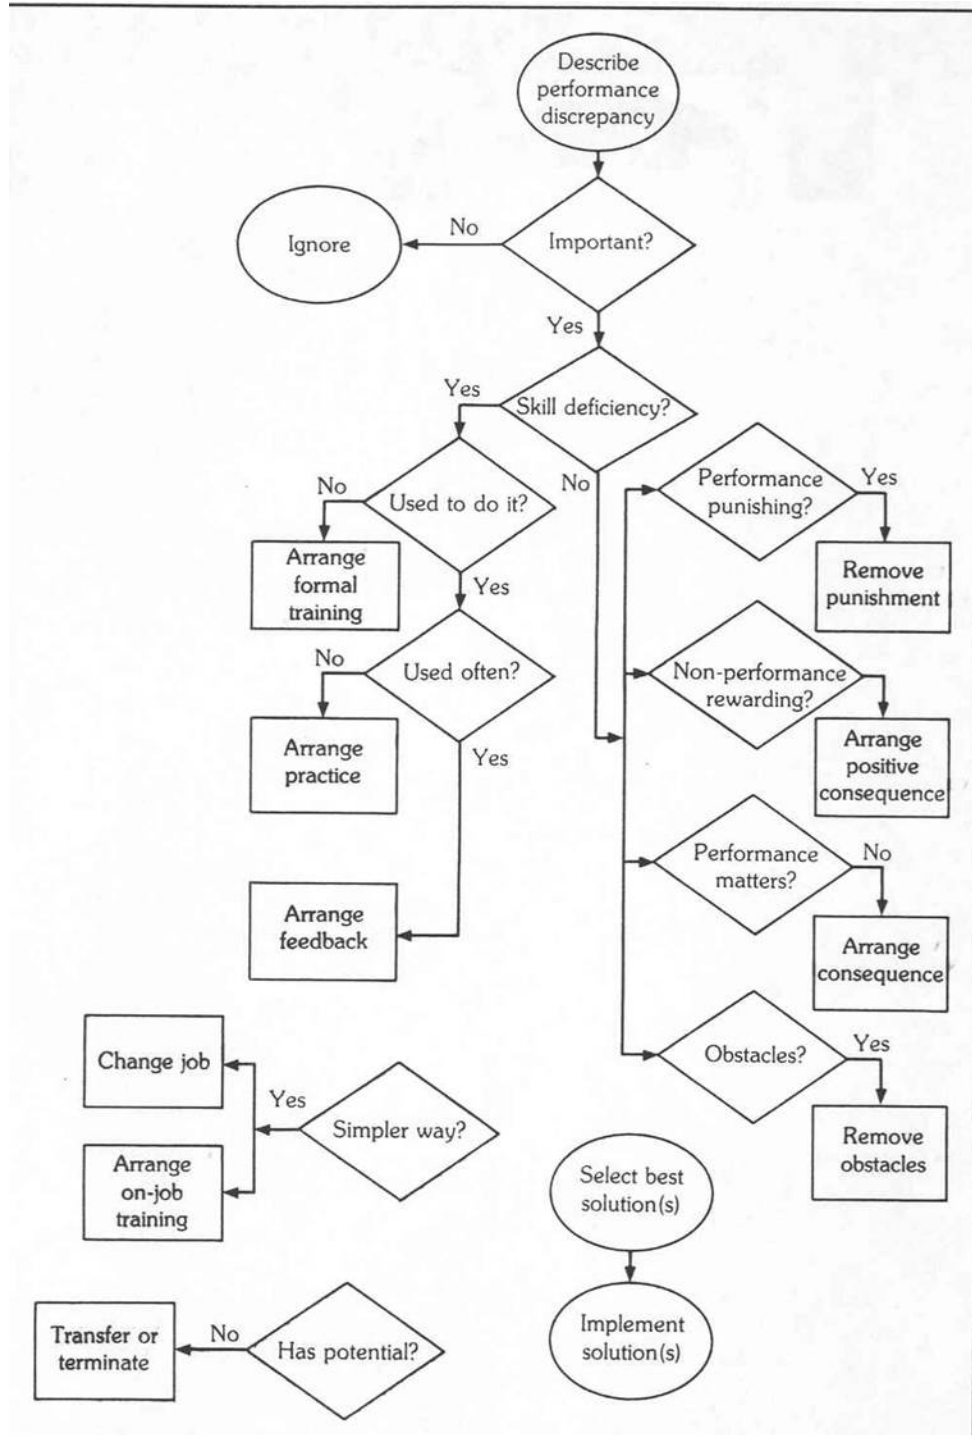 Describe
performance
discrepancy
Important?
No
Ignore
Yes
Skill deficiency?
Yes
Used to do it?
No
Arrange
formal
training
Yes
Used often?
No
Arrange
practice
Yes
Arrange
feedback
No
Performance
punishing?
Yes
Remove
punishment
Non-performance
rewarding?
Arrange
positive
consequence
Performance
matters?
No
Arrange
consequence
Obstacles?
Yes
Remove
obstacles
Simpler way?
Yes
Change job
Arrange
on-job
training
Has potential?
No
Transfer or
terminate
Select best
solution(s)
Implement
solution(s)